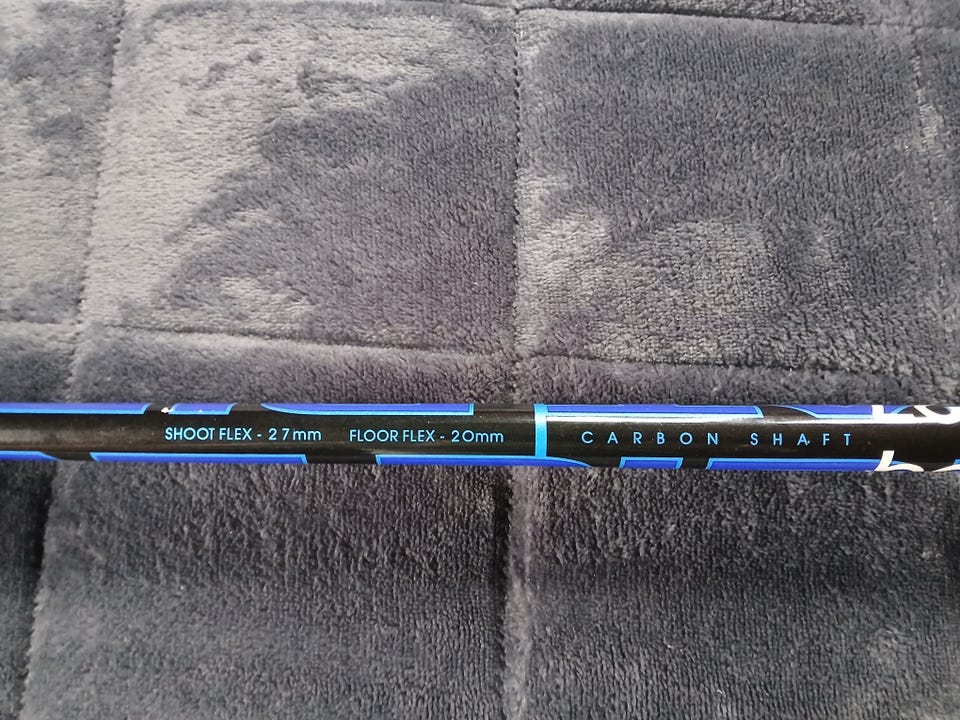 SHOOT FLEX - 27mm FLOOR FLEX - 20mm CARBON SHAFT